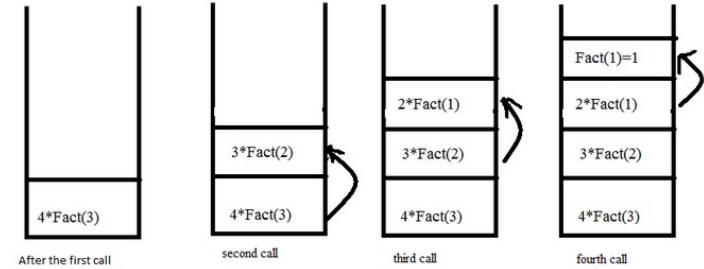 4*Fact(3)
After the first call
3*Fact(2)
4*Fact(3)
second call
2*Fact(1)
3*Fact(2)
4*Fact(3)
third call
Fact(1)=1
2*Fact(1)
3*Fact(2)
4*Fact(3)
fourth call